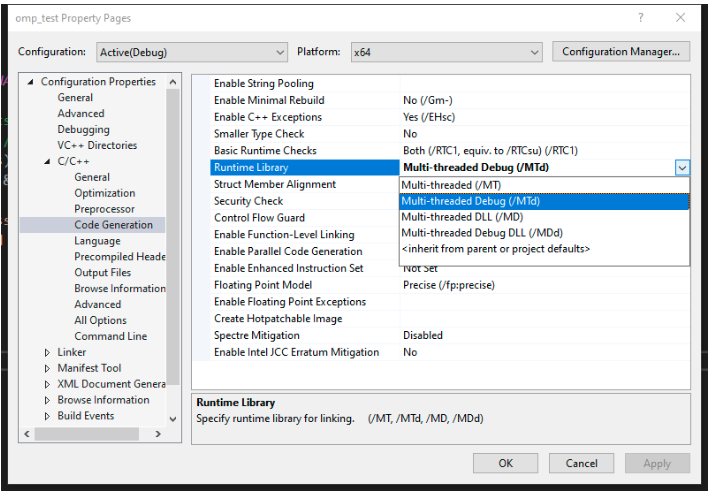 omp_test Property Pages
Configuration: Active(Debug) Platform: x64 Configuration Manager...
Configuration Properties
General
Advanced
Debugging
VC++ Directories
C/C++
General
Optimization
Preprocessor
Code Generation
Language
Precompiled Heade
Output Files
Browse Information
Advanced
All Options
Command Line
Linker
Manifest Tool
XML Document Genera
Browse Information
Build Events
Enable String Pooling
Enable Minimal Rebuild No (/Gm-)
Enable C++ Exceptions Yes (/EHsc)
Smaller Type Check No
Basic Runtime Checks Both (/RTC1, equiv. to /RTCsu) (/RTC1)
Runtime Library Multi-threaded Debug (/MTd)
Struct Member Alignment
Security Check
Control Flow Guard
Enable Function-Level Linking
Enable Parallel Code Generation
Enable Enhanced Instruction Set Not Set
Floating Point Model Precise (/fp:precise)
Enable Floating Point Exceptions
Create Hotpatchable Image
Spectre Mitigation Disabled
Enable Intel JCC Erratum Mitigation No
Multi-threaded (/MT)
Multi-threaded Debug (/MTd)
Multi-threaded DLL (/MD)
Multi-threaded Debug DLL (/MDd)
<inherit from parent or project defaults>
Runtime Library
Specify runtime library for linking. (/MT, /MTd, /MD, /MDd)
OK Cancel Apply